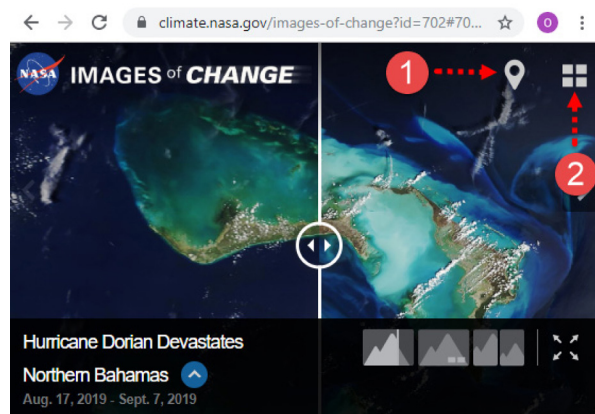 climate.nasa.gov/images-of-change?id=702#70...
O
NASA IMAGES of CHANGE
1
2
Hurricane Dorian Devastates
Northern Bahamas
Aug. 17, 2019 - Sept. 7, 2019